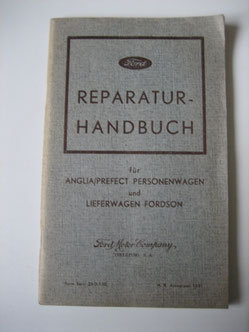 Ford
REPARATUR-
HANDBUCH
für
ANGLIA/PREFECT PERSONENWAGEN
und
LIEFERWAGEN FORDSON
Ford Motor Company,